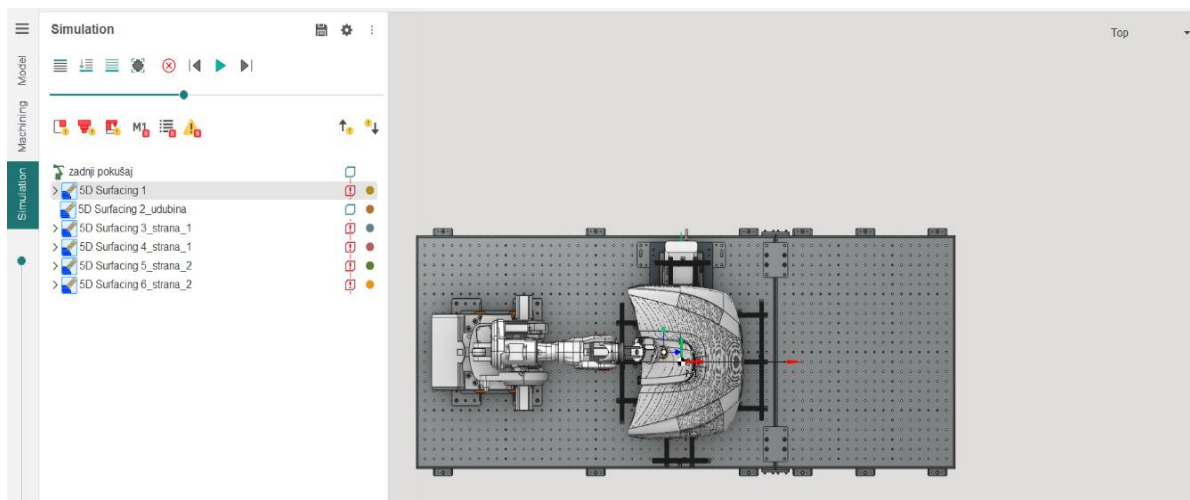 Simulation
Top
Model
Machining
Simulation
M1
zadnji pokušaj
5D Surfacing 1
5D Surfacing 2_udubina
5D Surfacing 3_strana_1
5D Surfacing 4_strana_1
5D Surfacing 5_strana_2
5D Surfacing 6_strana_2